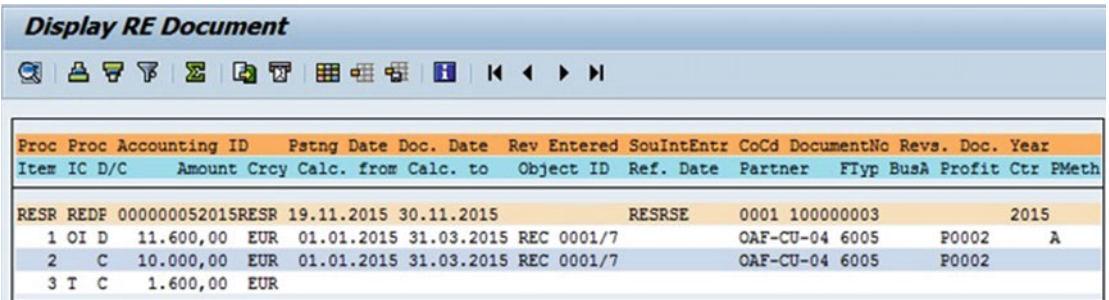 Display RE Document
Proc Proc Accounting ID Pstng Date Doc. Date Rev Entered SouIntEntr CoCd DocumentNo Revs. Doc. Year
Item IC D/C Amount Crcy Calc. from Calc. to Object ID Ref. Date Partner FTyp BusA Profit Ctr PMeth
RESR REDP 000000052015RESR 19.11.2015 30.11.2015 RESRSE 0001 100000003 2015
1 OI D 11.600,00 EUR 01.01.2015 31.03.2015 REC 0001/7 OAF-CU-04 6005 P0002 A
2 C 10.000,00 EUR 01.01.2015 31.03.2015 REC 0001/7 OAF-CU-04 6005 P0002
3 T C 1.600,00 EUR